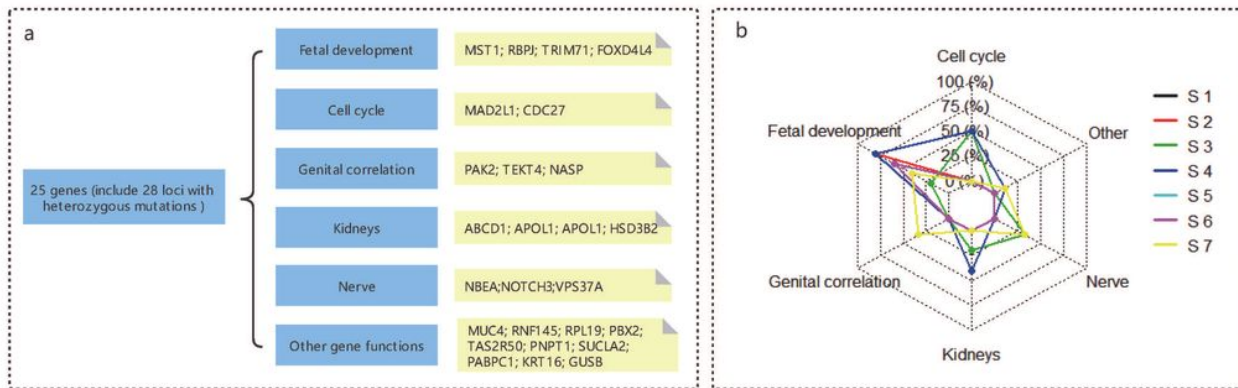 a
25 genes (include 28 loci with
heterozygous mutations )
Fetal development
MST1; RBPJ; TRIM71; FOXD4L4
Cell cycle
MAD2L1; CDC27
Genital correlation
PAK2; TEKT4; NASP
Kidneys
ABCD1; APOL1; APOL1; HSD3B2
Nerve
NBEA;NOTCH3;VPS37A
Other gene functions
MUC4; RNF145; RPL19; PBX2;
TAS2R50; PNPT1; SUCLA2;
PABPC1; KRT16; GUSB
b
Cell cycle
100 (%)
75 (%)
50 (%)
25 (%)
0 (%)
Fetal development
Other
Genital correlation
Nerve
Kidneys
S 1
S 2
S 3
S 4
S 5
S 6
S 7